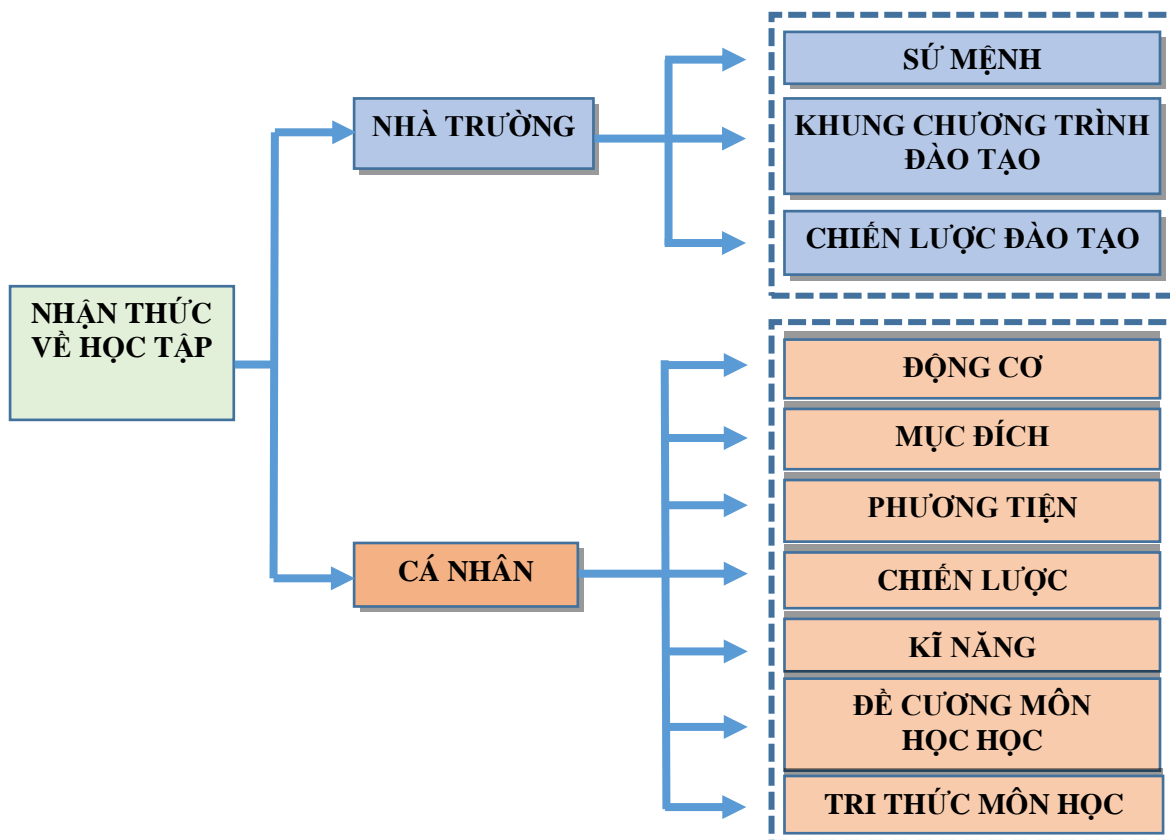 NHẬN THỨC
VỀ HỌC TẬP
NHÀ TRƯỜNG
SỨ MỆNH
KHUNG CHƯƠNG TRÌNH
ĐÀO TẠO
CHIẾN LƯỢC ĐÀO TẠO
CÁ NHÂN
ĐỘNG CƠ
MỤC ĐÍCH
PHƯƠNG TIỆN
CHIẾN LƯỢC
KĨ NĂNG
ĐỀ CƯƠNG MÔN
HỌC HỌC
TRI THỨC MÔN HỌC